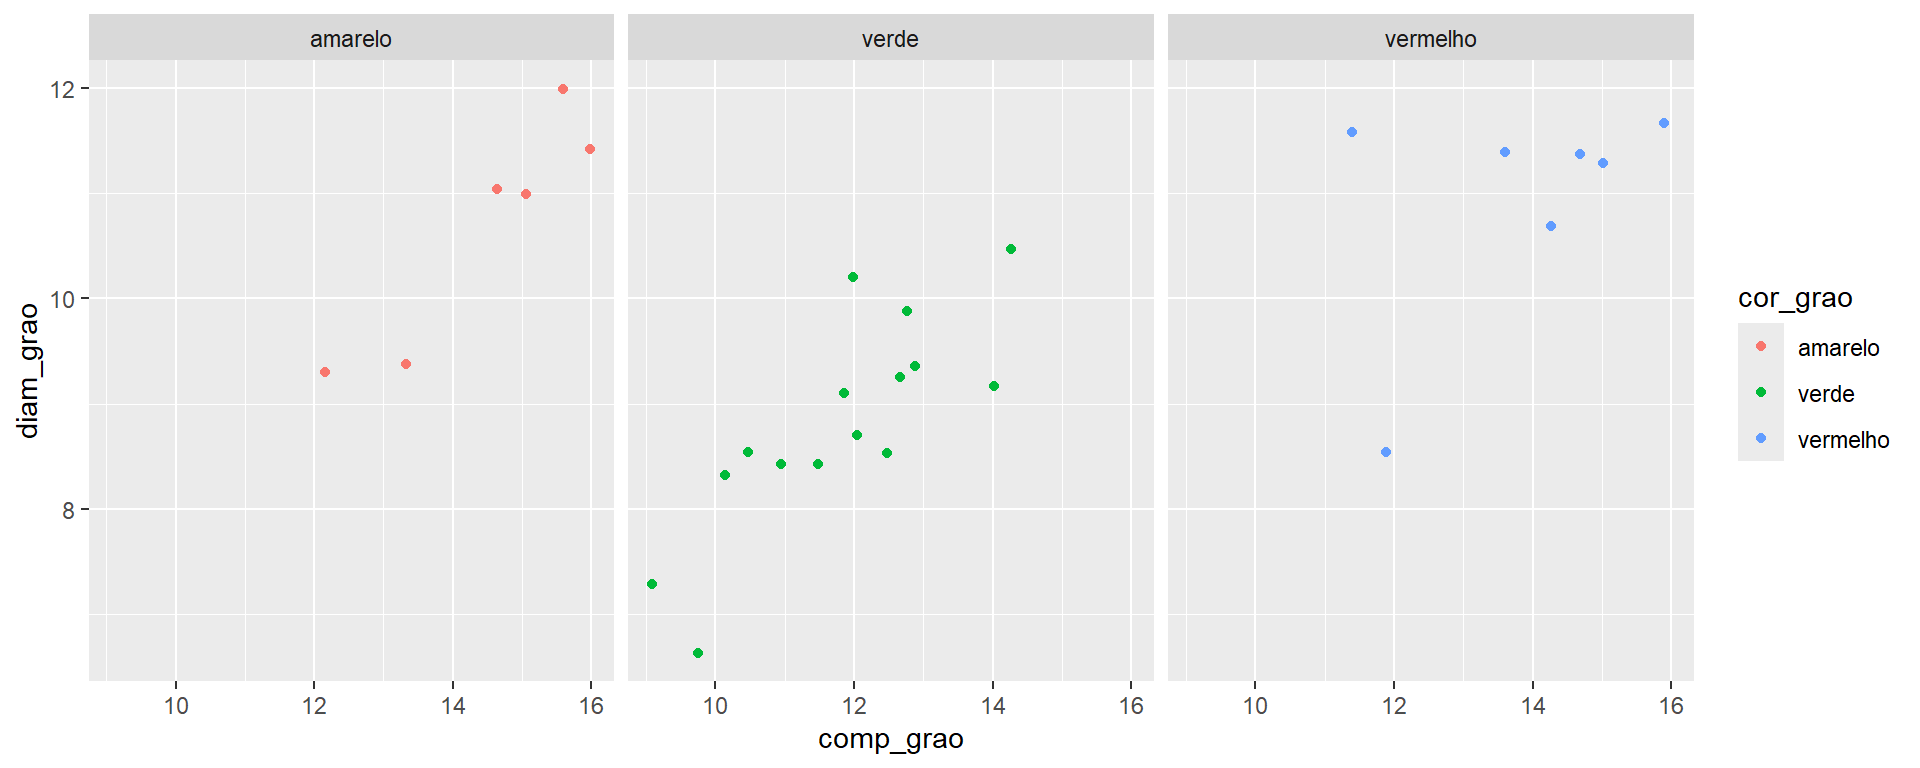 amarelo verde vermelho
12
10
8
diam_grao
10 12 14 16 10 12 14 16 10 12 14 16
comp_grao
cor_grao
amarelo
verde
vermelho